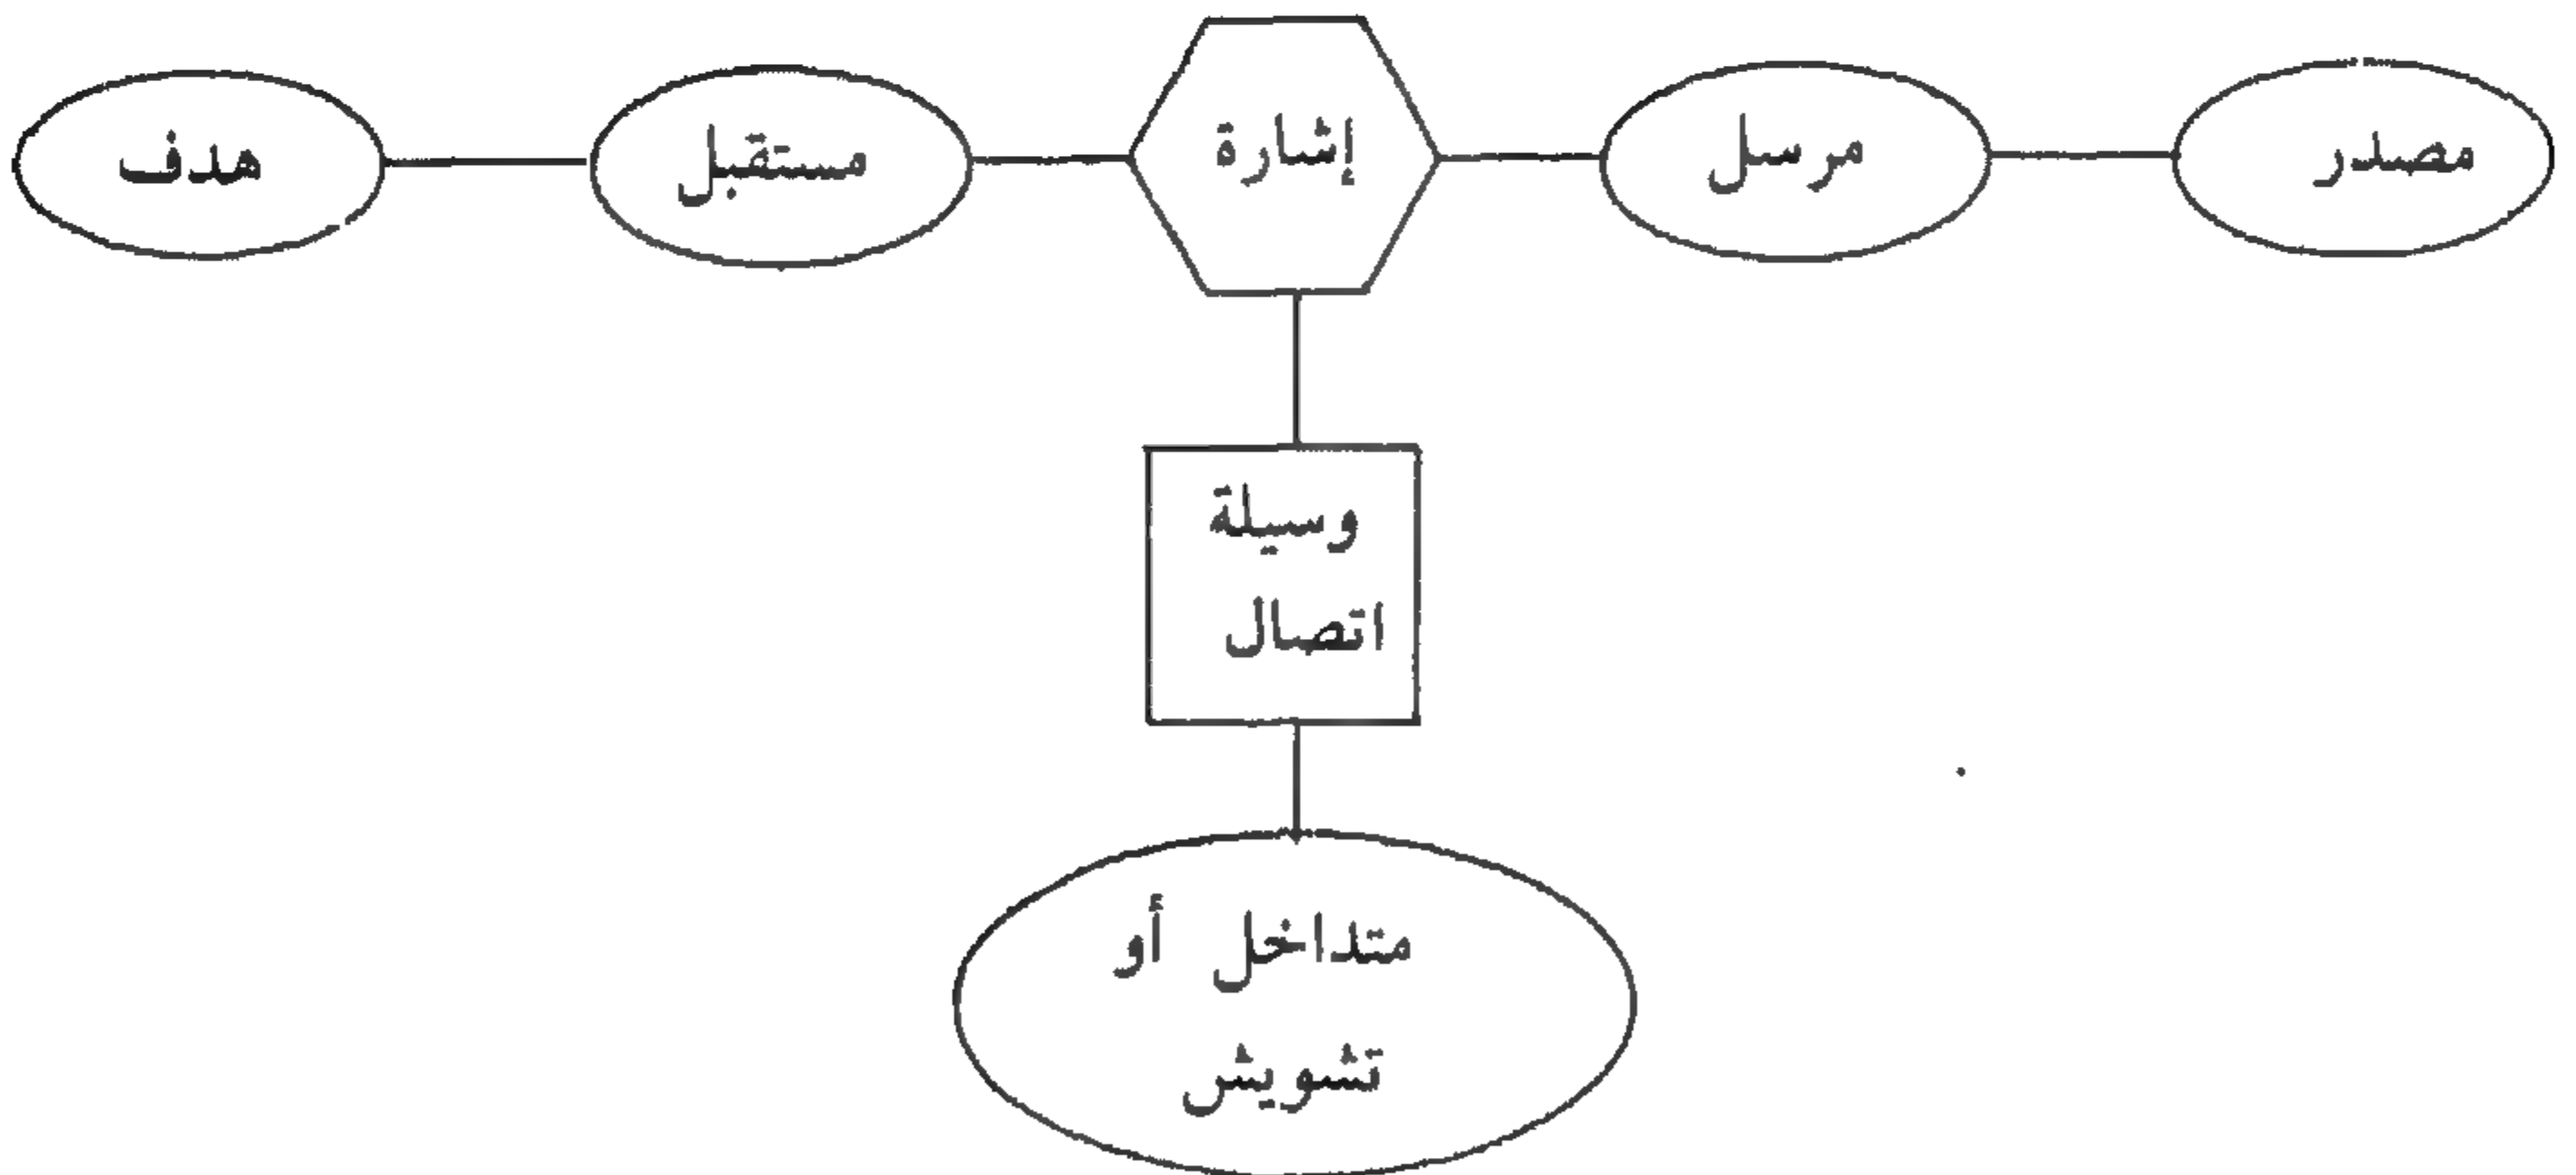 مصدر
مرسل
إشارة
مستقبل
هدف
وسيلة
اتصال
متداخل أو
تشويش